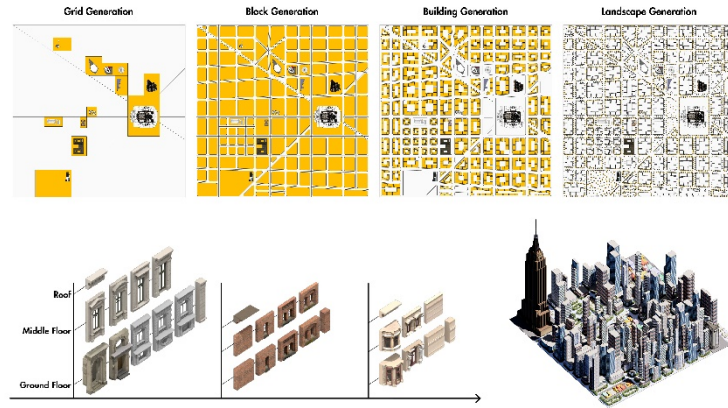 Grid Generation
Block Generation
Building Generation
Landscape Generation
Roof
Middle Floor
Ground Floor